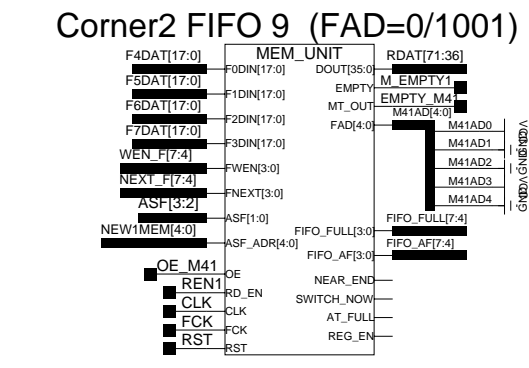 Corner2 FIFO 9 (FAD=0/1001)
MEM_UNIT
F4DAT[17:0]
F0DIN[17:0]
DOUT[35:0]
RDAT[71:36]
F5DAT[17:0]
F1DIN[17:0]
EMPTY
M_EMPTY1
F6DAT[17:0]
F2DIN[17:0]
MT_OUT
EMPTY_M41
F7DAT[17:0]
F3DIN[17:0]
FAD[4:0]
M41AD[4:0]
M41AD0
M41AD1
M41AD2
M41AD3
M41AD4
WEN_F[7:4]
FWEN[3:0]
NEXT_F[7:4]
FNEXT[3:0]
ASF[3:2]
ASF[1:0]
NEW1MEM[4:0]
ASF_ADR[4:0]
FIFO_FULL[3:0]
FIFO_FULL[7:4]
FIFO_AF[3:0]
FIFO_AF[7:4]
OE_M41
OE
NEAR_END
REN1
RD_EN
SWITCH_NOW
CLK
CLK
AT_FULL
FCK
FCK
REG_EN
RST
RST